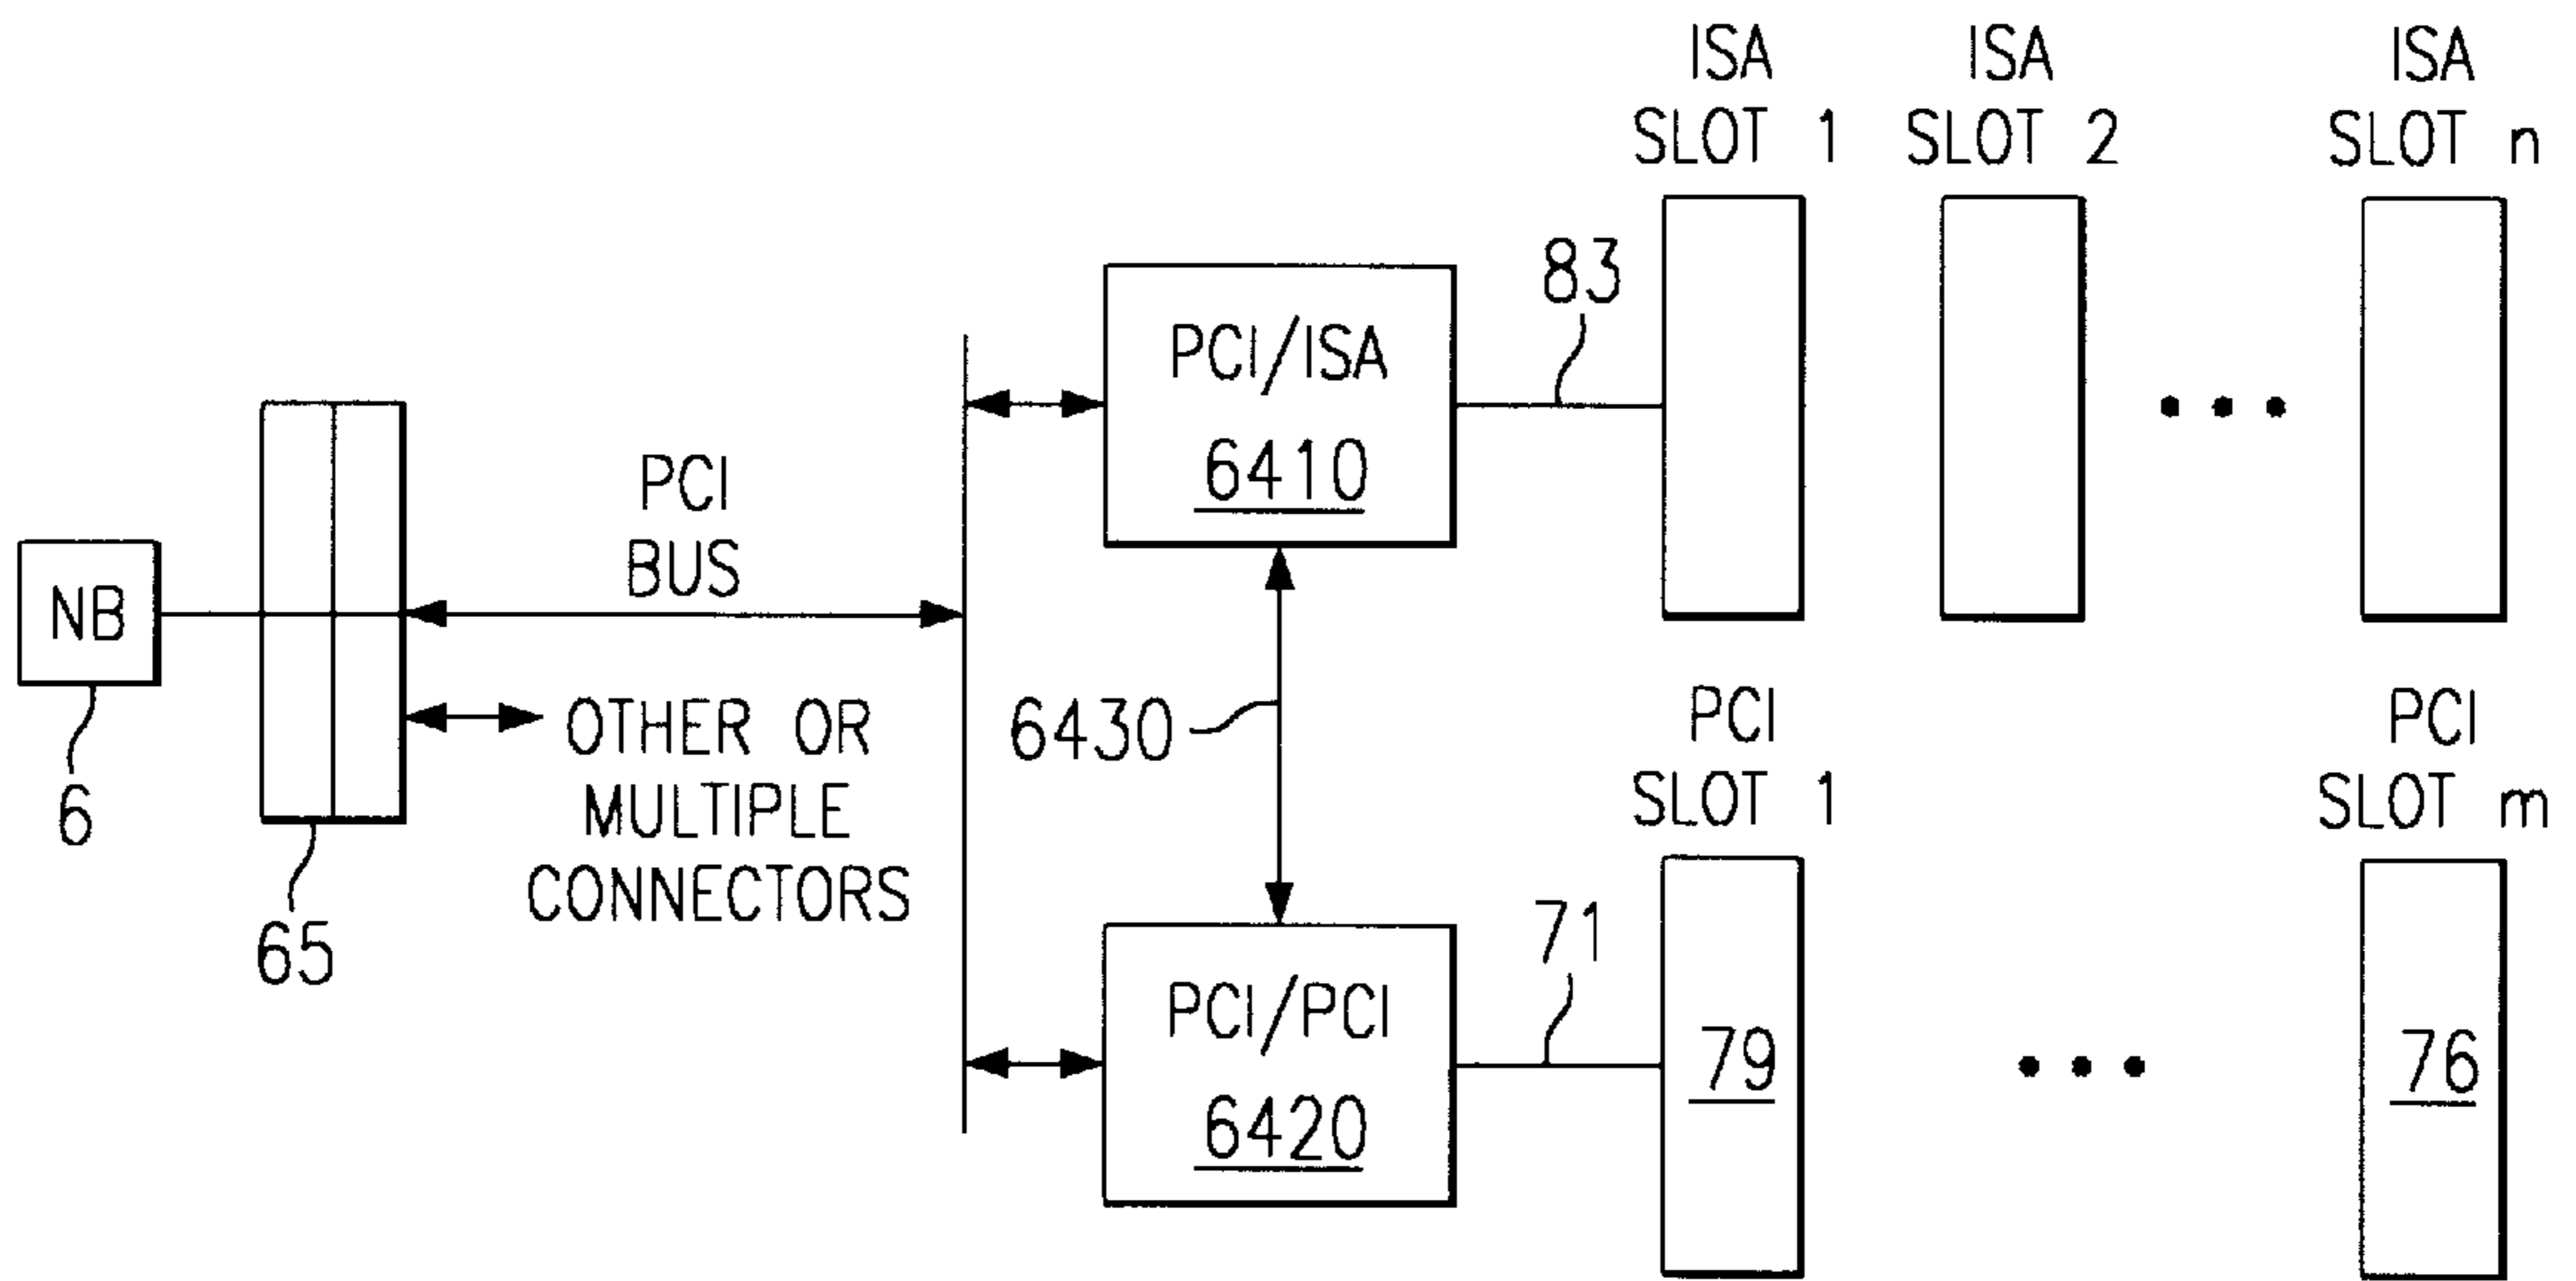 ISA
SLOT 1
ISA
SLOT 2
ISA
SLOT n
83
PCI/ISA
6410
PCI
BUS
NB
6
65
OTHER OR
MULTIPLE
CONNECTORS
6430
PCI
SLOT 1
PCI
SLOT m
71
PCI/PCI
6420
79
76